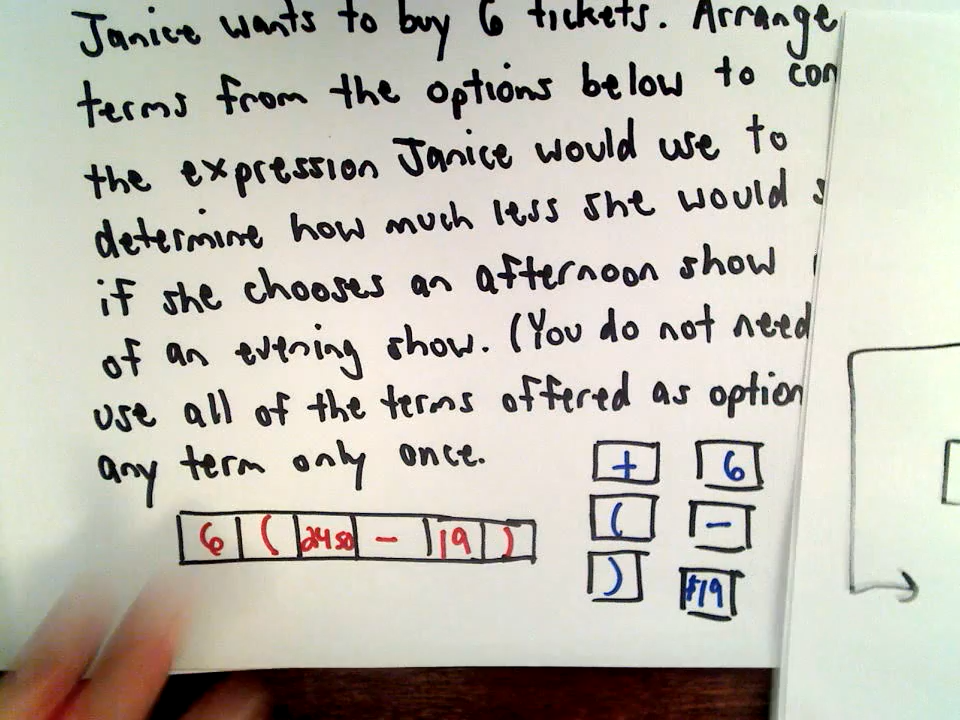 Janice wants to buy 6 tickets. Arrange
terms from the options below to
the expression Janice would use to
determine how much less she would
if she chooses an afternoon show
of an evening show. (You do not need
use all of the terms offered as option
any term only once.
+ 6
( -
) $19
6 ( 2450 - 19 )